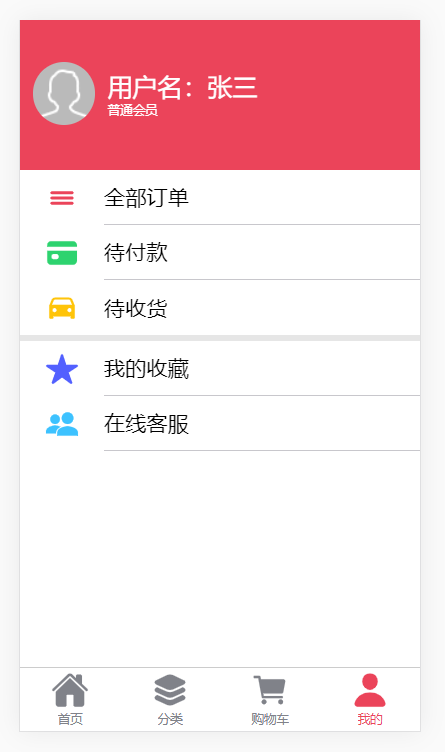 用户名：张三
普通会员
全部订单
待付款
待收货
我的收藏
在线客服
首页
分类
购物车
我的